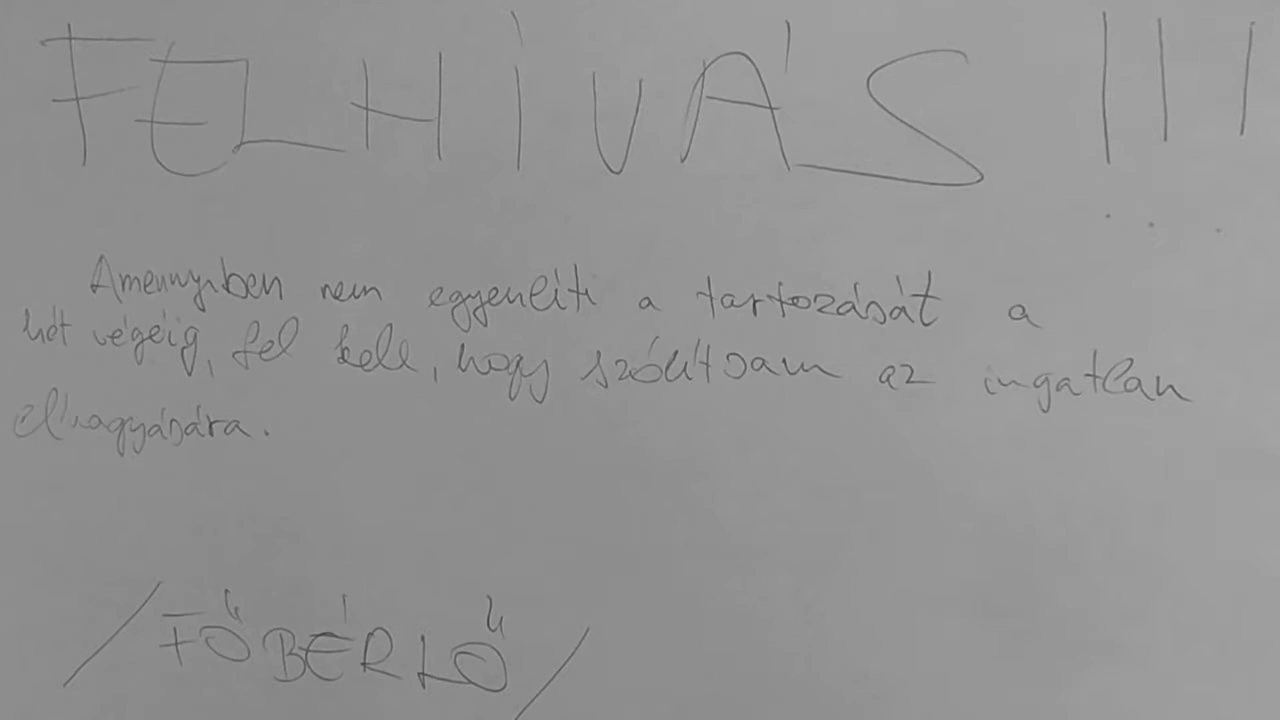 FELHÍVÁS !!!
Amennyiben nem egyenlíti a tartozását a
hét végéig, fel kell, hogy szólítsam az ingatlan
elhagyására.
/FŐBÉRLŐ/